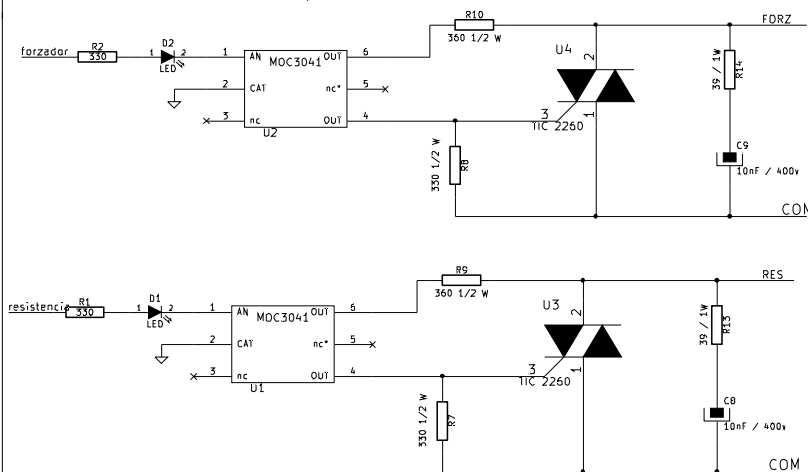 R10
360 1/2 W
FORZ
forzador
R2
330
1
D2
2
LED
1
AN
OUT
6
MOC3041
U4
2
39 / 1W
R14
2
CAT
nc*
5
3
nc
OUT
4
U2
3
TIC 2260
1
330 1/2 W
R8
C9
10nF / 400v
COM
R9
360 1/2 W
RES
resistencia
R1
330
1
D1
2
LED
1
AN
OUT
6
MOC3041
U3
2
39 / 1W
R13
2
CAT
nc*
5
3
nc
OUT
4
U1
3
TIC 2260
1
330 1/2 W
R7
C8
10nF / 400v
COM